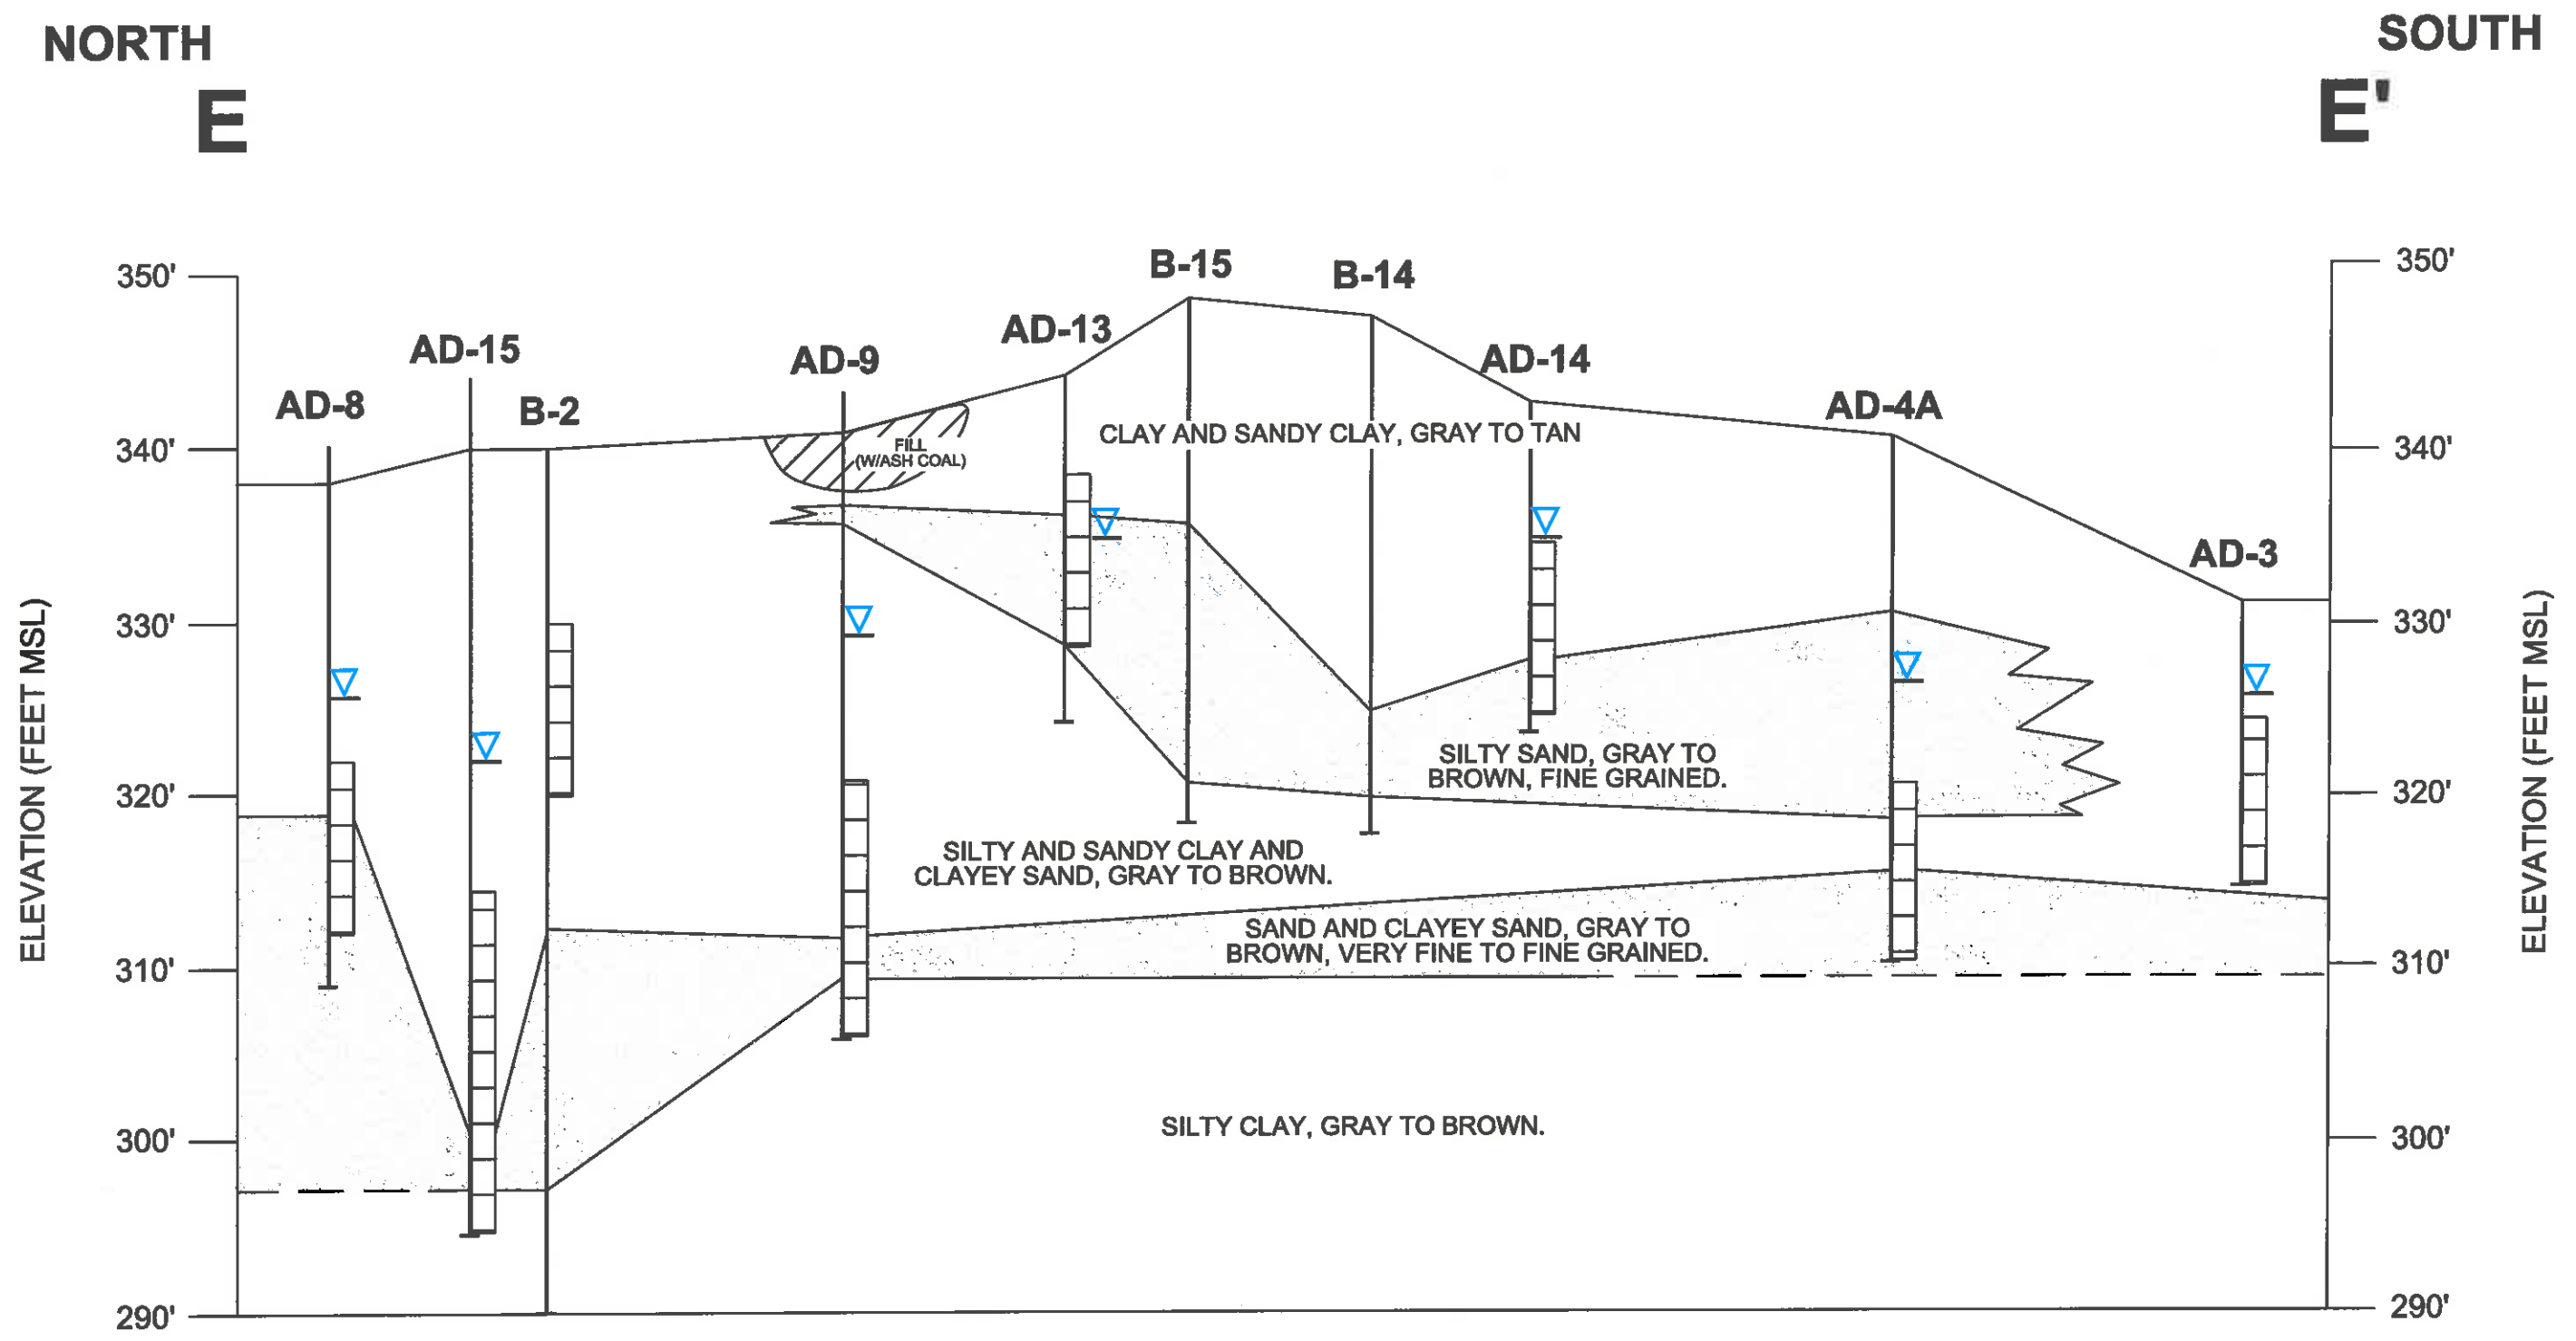 NORTH
SOUTH
E
E'
B-15
B-14
350'
350'
AD-13
AD-15
AD-9
AD-14
AD-8
B-2
AD-4A
340'
FILL
(W/ASH COAL)
CLAY AND SANDY CLAY, GRAY TO TAN
340'
AD-3
330'
330'
ELEVATION (FEET MSL)
ELEVATION (FEET MSL)
SILTY SAND, GRAY TO
BROWN, FINE GRAINED.
320'
320'
SILTY AND SANDY CLAY AND
CLAYEY SAND, GRAY TO BROWN.
SAND AND CLAYEY SAND, GRAY TO
BROWN, VERY FINE TO FINE GRAINED.
310'
310'
SILTY CLAY, GRAY TO BROWN.
300'
300'
290'
290'